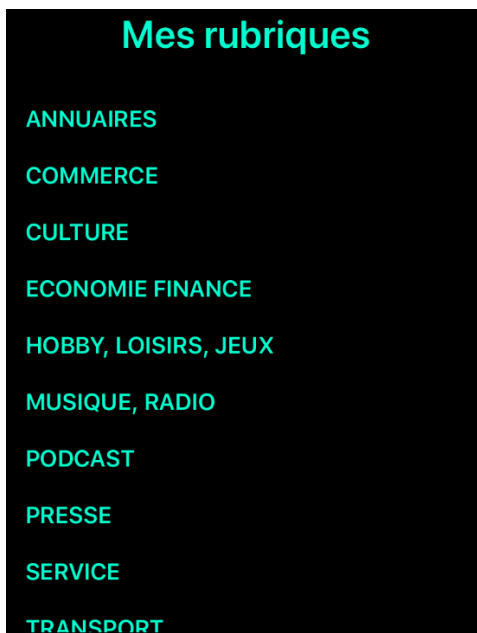 Mes rubriques
ANNUAIRES
COMMERCE
CULTURE
ECONOMIE FINANCE
HOBBY, LOISIRS, JEUX
MUSIQUE, RADIO
PODCAST
PRESSE
SERVICE
TRANSPORT